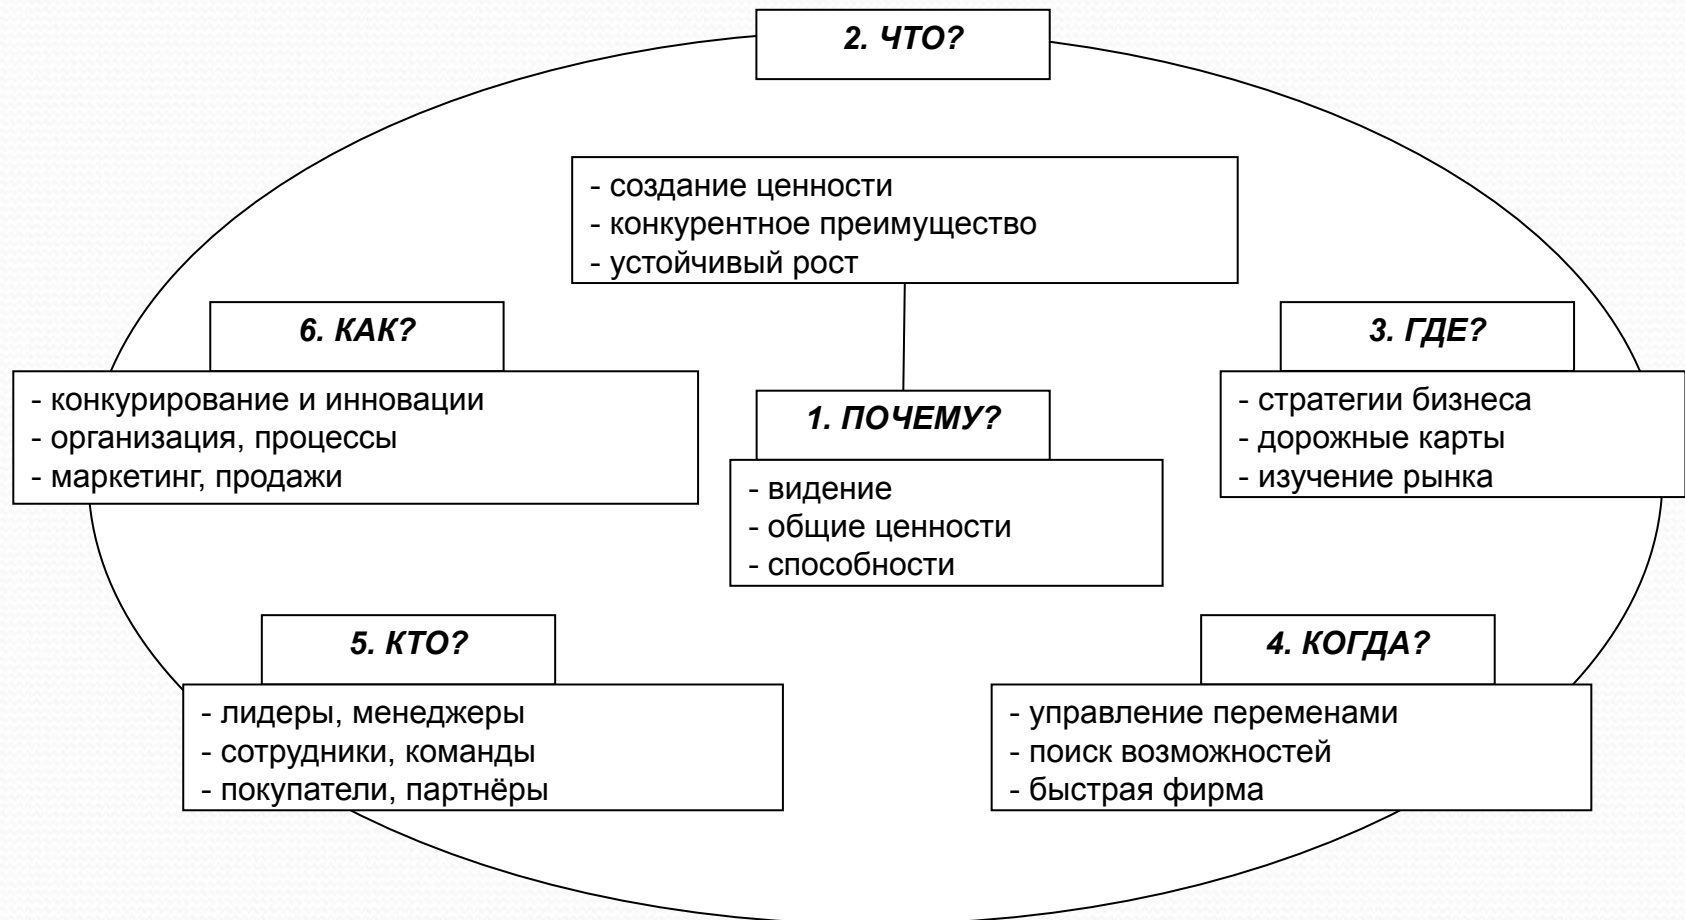 2. ЧТО?
- создание ценности
- конкурентное преимущество
- устойчивый рост
6. КАК?
- конкурирование и инновации
- организация, процессы
- маркетинг, продажи
1. ПОЧЕМУ?
- видение
- общие ценности
- способности
3. ГДЕ?
- стратегии бизнеса
- дорожные карты
- изучение рынка
5. КТО?
- лидеры, менеджеры
- сотрудники, команды
- покупатели, партнёры
4. КОГДА?
- управление переменами
- поиск возможностей
- быстрая фирма